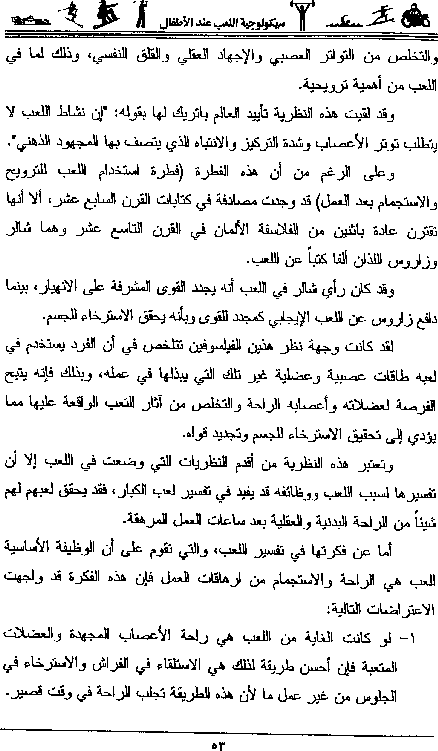 سيكولوجية اللعب عند الأطفال
والتخلص من التوتر العصبي والإجهاد العقلي والقلق النفسي، وذلك لما في
اللعب من أهمية ترويحية.
وقد لقيت هذه النظرية تأييد العالم باتريك لها بقوله: "إن نشاط اللعب لا
يتطلب توتر الأعصاب وشدة التركيز والانتباه للذي يتصف بها المجهود الذهني".
وعلى الرغم من أن هذه الفطرة (فطرة استخدام اللعب للترويح
والاستجمام بعد العمل) قد وجدت مصادفة في كتابات القرن السابع عشر، ألا أنها
تقترن عادة باثنين من الفلاسفة الألمان في القرن التاسع عشر وهما شالر
وزاروس اللذان ألفا كتباً عن اللعب.
وقد كان رأي شالر في اللعب أنه يجدد القوى المشرفة على الانهيار، بينما
دافع زاروس عن اللعب الإيجابي كمجدد للقوى وبأنه يحقق الاسترخاء للجسم.
لقد كانت وجهة نظر هذين الفيلسوفين تتلخص في أن الفرد يستخدم في
لعبه طاقات عصبية وعضلية غير تلك التي يبذلها في عمله، وبذلك فإنه يتيح
الفرصة لعضلاته وأعصابه الراحة والتخلص من آثار التعب الواقعة عليها مما
يؤدي إلى تحقيق الاسترخاء للجسم وتجديد قواه.
وتعتبر هذه النظرية من أقدم النظريات التي وضعت في اللعب إلا أن
تفسيرها لسبب اللعب ووظائفه قد يفيد في تفسير لعب الكبار، فقد يحقق لعبهم لهم
شيئاً من الراحة البدنية والعقلية بعد ساعات العمل المرهقة.
أما عن فكرتها في تفسير اللعب، والتي تقوم على أن الوظيفة الأساسية
للعب هي الراحة والاستجمام من ارهاقات العمل فإن هذه الفكرة قد واجهت
الاعتراضات التالية:
١- لو كانت الغاية من اللعب هي راحة الأعصاب المجهدة والعضلات
المتعبة فإن أحسن طريقة لذلك هي الاستلقاء في الفراش والاسترخاء في
الجلوس من غير عمل ما لأن هذه الطريقة تجلب للراحة في وقت قصير.
٥٣